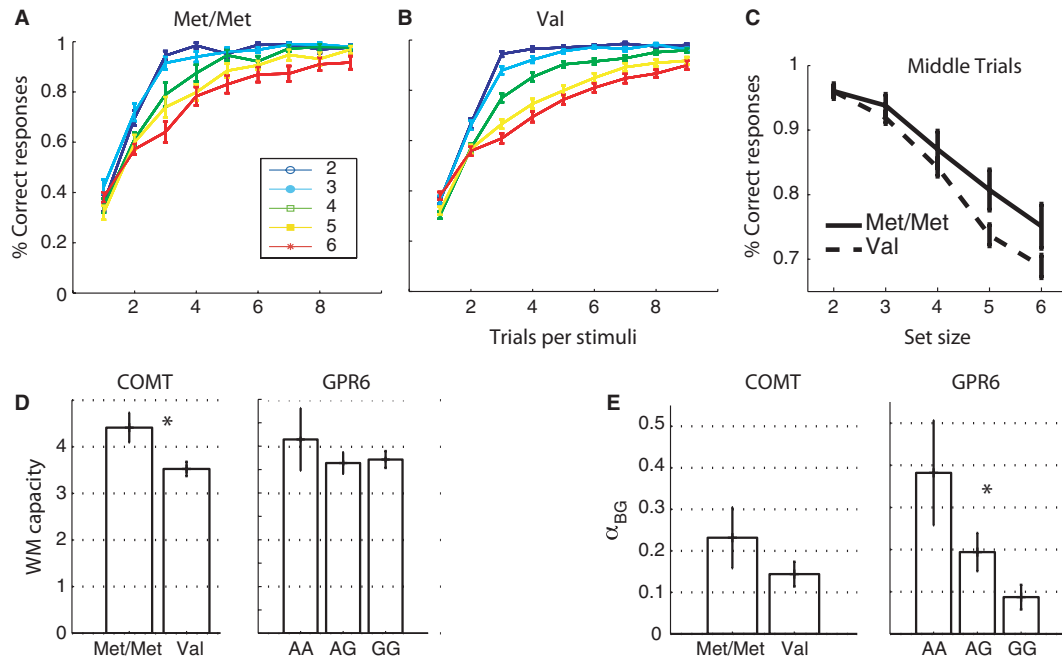 A
Met/Met
% Correct responses
1
0.8
0.6
0.4
0.2
0
2
3
4
5
6
2 4 6 8
B
Val
2 4 6 8
Trials per stimuli
C
Middle Trials
% Correct responses
1
0.9
0.8
0.7
Met/Met
Val
2 3 4 5 6
Set size
D
COMT
GPR6
WM capacity
5
4
3
2
1
0
*
Met/Met Val
AA AG GG
E
COMT
GPR6
αBG
0.5
0.4
0.3
0.2
0.1
0
*
Met/Met Val
AA AG GG